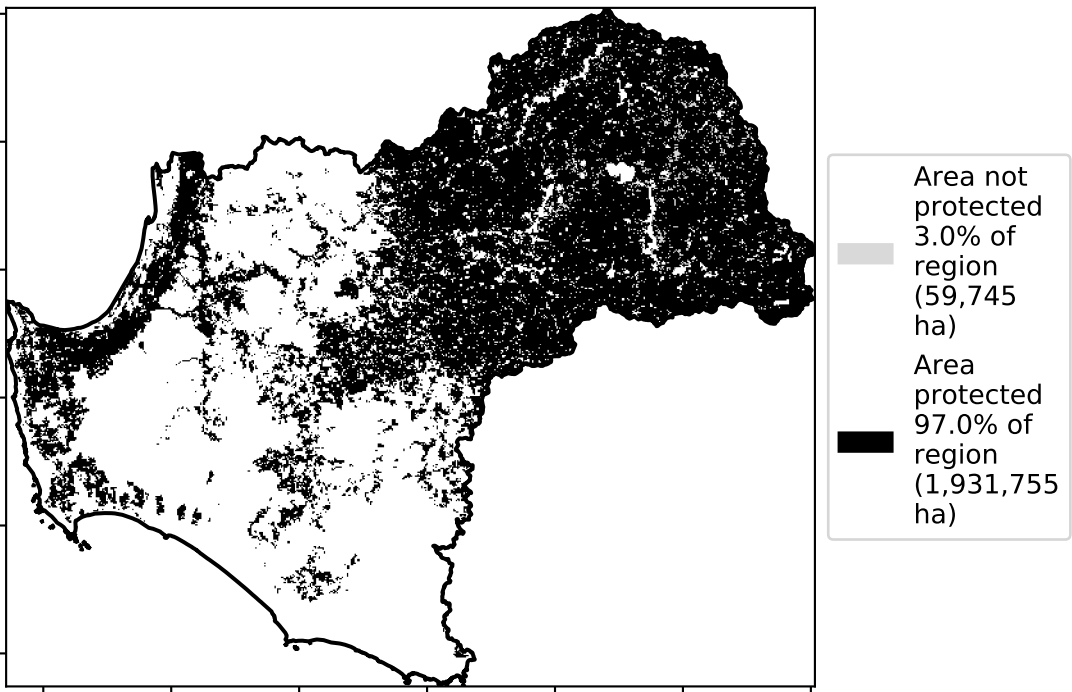 Area not
protected
3.0% of
region
(59,745
ha)
Area
protected
97.0% of
region
(1,931,755
ha)